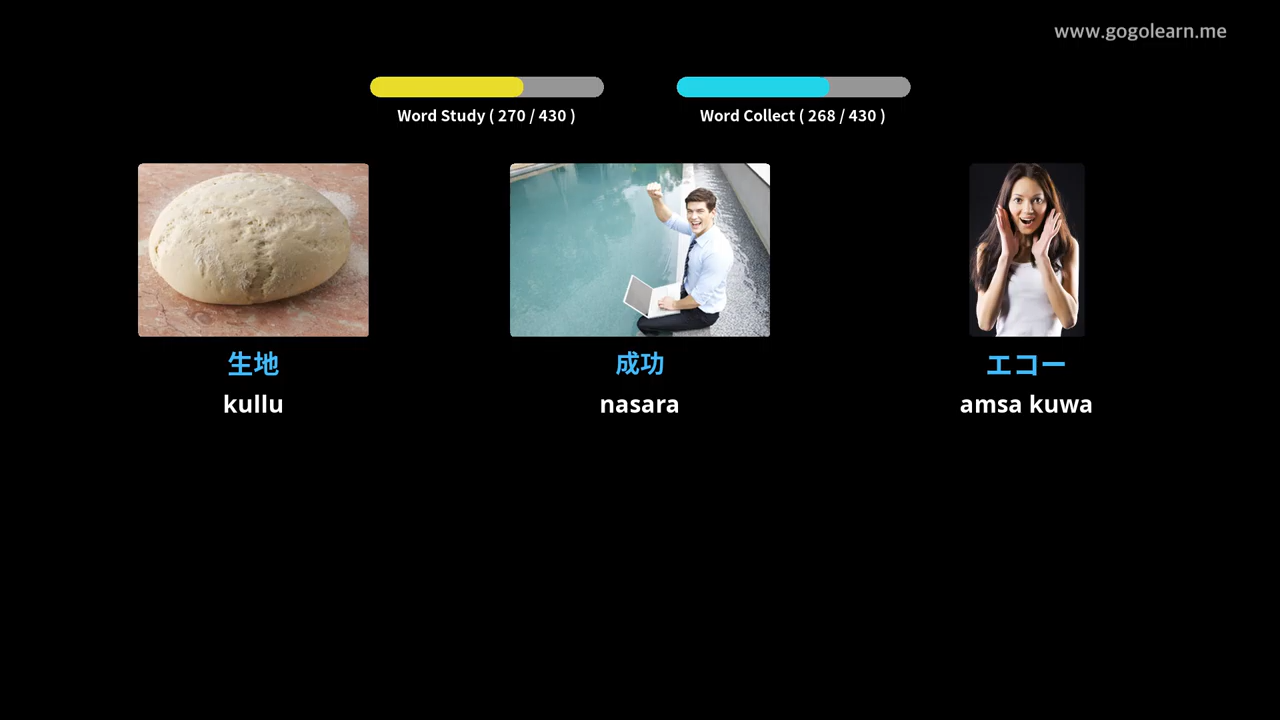 www.gogolearn.me
Word Study ( 270 / 430 )
Word Collect ( 268 / 430 )
生地
kullu
成功
nasara
エコー
amsa kuwa